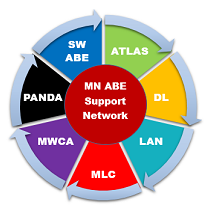 SW
ABE
ATLAS
PANDA
MN ABE
Support
Network
DL
MWCA
LAN
MLC